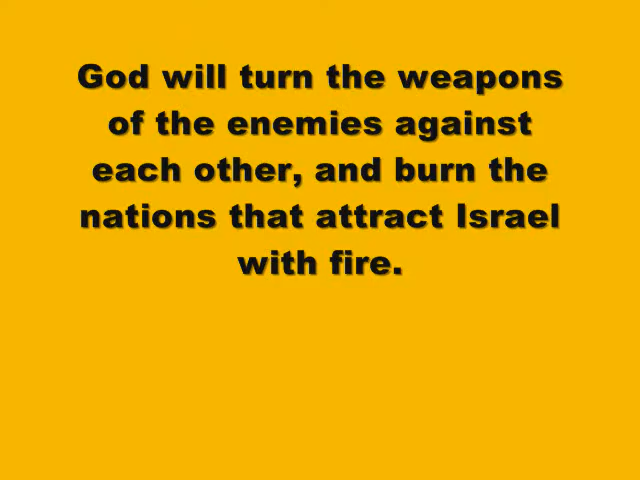 God will turn the weapons
of the enemies against
each other, and burn the
nations that attract Israel
with fire.